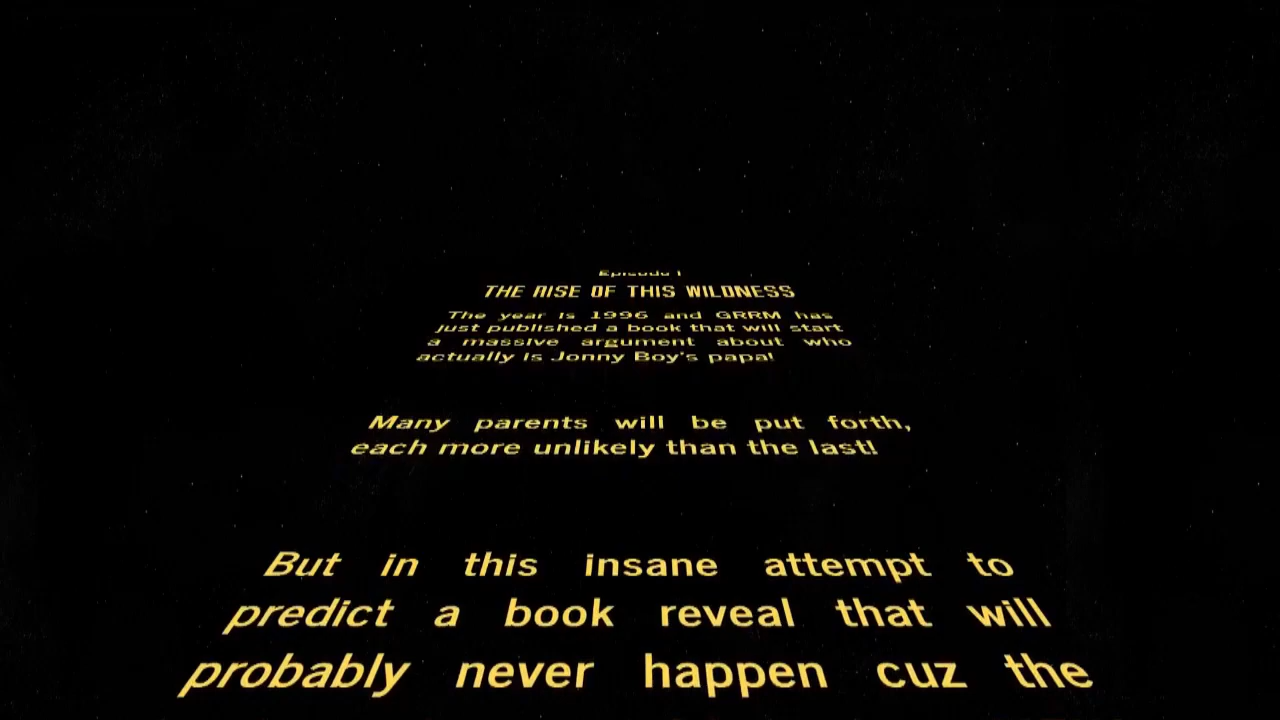 Episode I
THE RISE OF THIS WILDNESS
The year is 1996 and GRRM has
just published a book that will start
a massive argument about who
actually is Jonny Boy's papa!
Many parents will be put forth,
each more unlikely than the last!
But in this insane attempt to
predict a book reveal that will
probably never happen cuz the